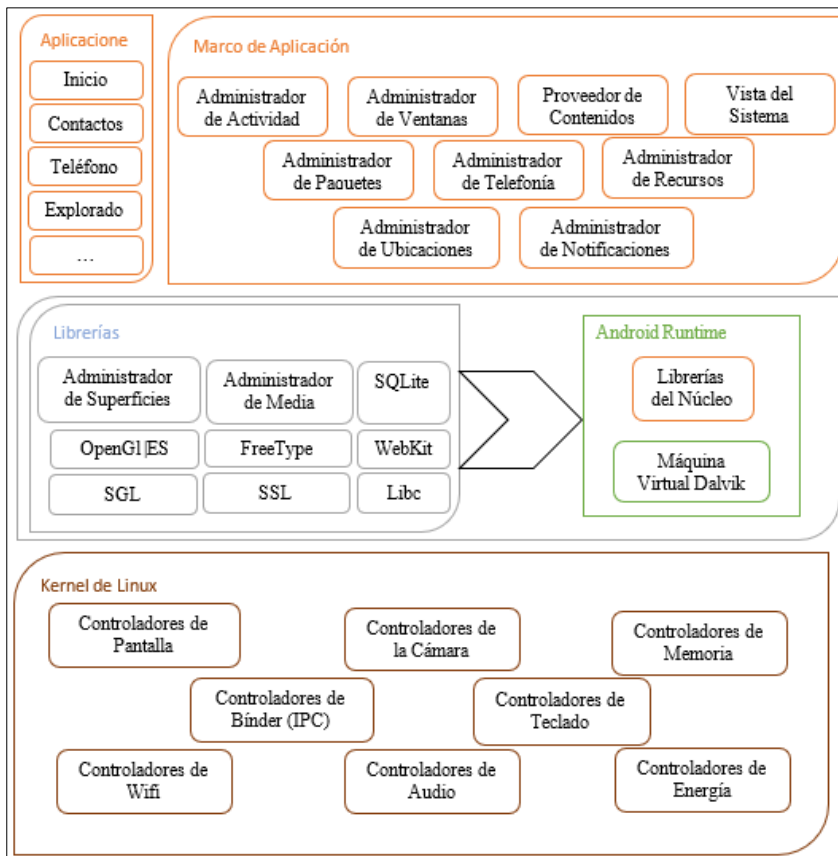 Aplicacione
Inicio
Contactos
Teléfono
Explorado
…
Marco de Aplicación
Administrador
de Actividad
Administrador
de Ventanas
Proveedor de
Contenidos
Vista del
Sistema
Administrador
de Paquetes
Administrador
de Telefonía
Administrador
de Recursos
Administrador
de Ubicaciones
Administrador
de Notificaciones
Librerías
Administrador
de Superficies
Administrador
de Media
SQLite
OpenGl|ES
FreeType
WebKit
SGL
SSL
Libc
Android Runtime
Librerías
del Núcleo
Máquina
Virtual Dalvik
Kernel de Linux
Controladores de
Pantalla
Controladores de
la Cámara
Controladores de
Memoria
Controladores de
Bínder (IPC)
Controladores de
Teclado
Controladores de
Wifi
Controladores de
Audio
Controladores de
Energía